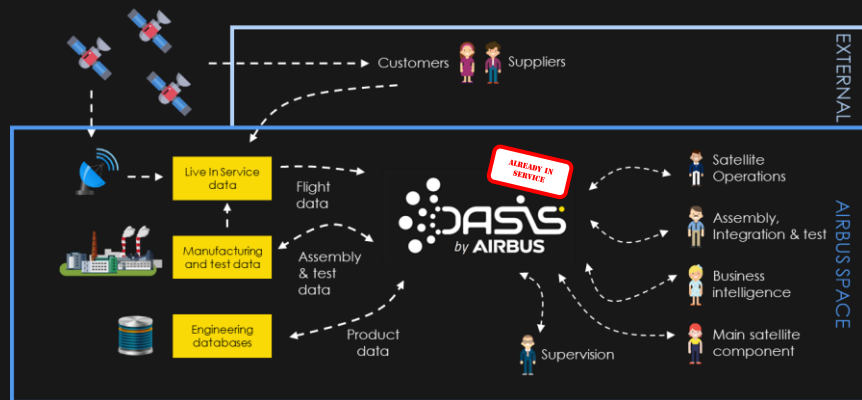 EXTERNAL
Customers
Suppliers
ALREADY IN
SERVICE
Live In Service
data
Flight
data
OASIS
by AIRBUS
Satellite
Operations
Manufacturing
and test data
Assembly
& test
data
Assembly,
Integration & test
AIRBUS SPACE
Business
intelligence
Engineering
databases
Product
data
Supervision
Main satellite
component